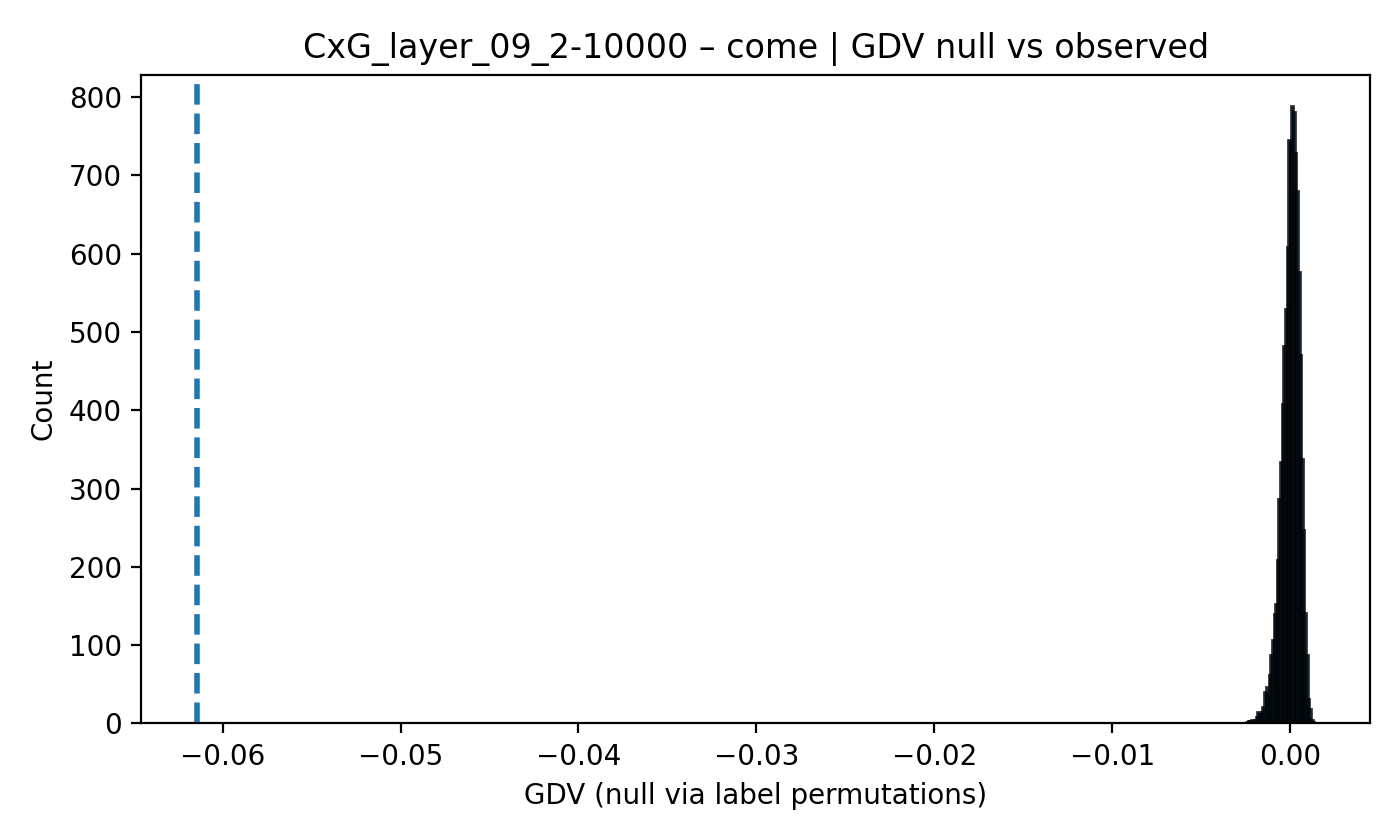 CxG_layer_09_2-10000 – come | GDV null vs observed
800
700
600
500
400
300
200
100
0
Count
−0.06 −0.05 −0.04 −0.03 −0.02 −0.01 0.00
GDV (null via label permutations)